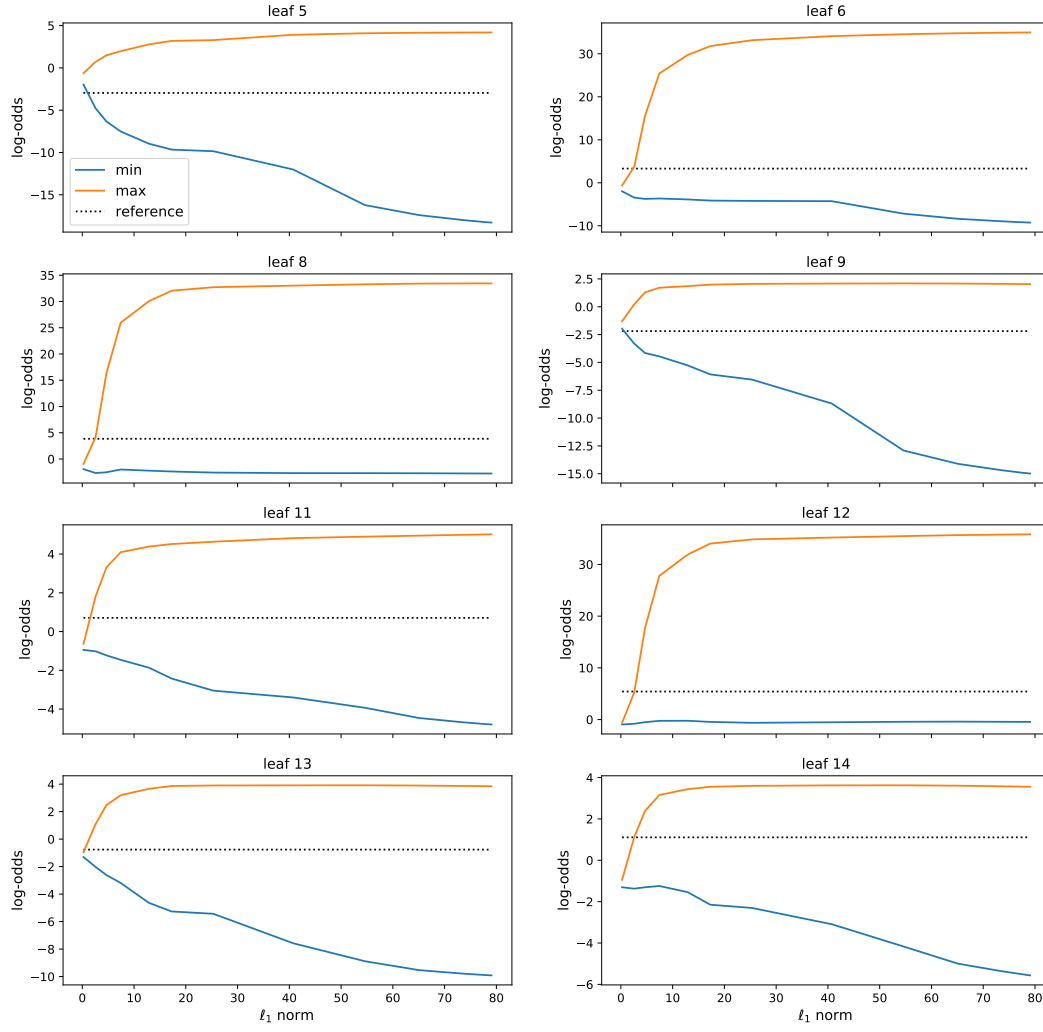 leaf 5
5
0
−5
−10
−15
log-odds
min
max
reference
leaf 6
30
20
10
0
−10
log-odds
leaf 8
35
30
25
20
15
10
5
0
log-odds
leaf 9
2.5
0.0
−2.5
−5.0
−7.5
−10.0
−12.5
−15.0
log-odds
leaf 11
4
2
0
−2
−4
log-odds
leaf 12
30
20
10
0
log-odds
leaf 13
4
2
0
−2
−4
−6
−8
−10
log-odds
0 10 20 30 40 50 60 70 80
ℓ₁ norm
leaf 14
4
2
0
−2
−4
−6
log-odds
0 10 20 30 40 50 60 70 80
ℓ₁ norm